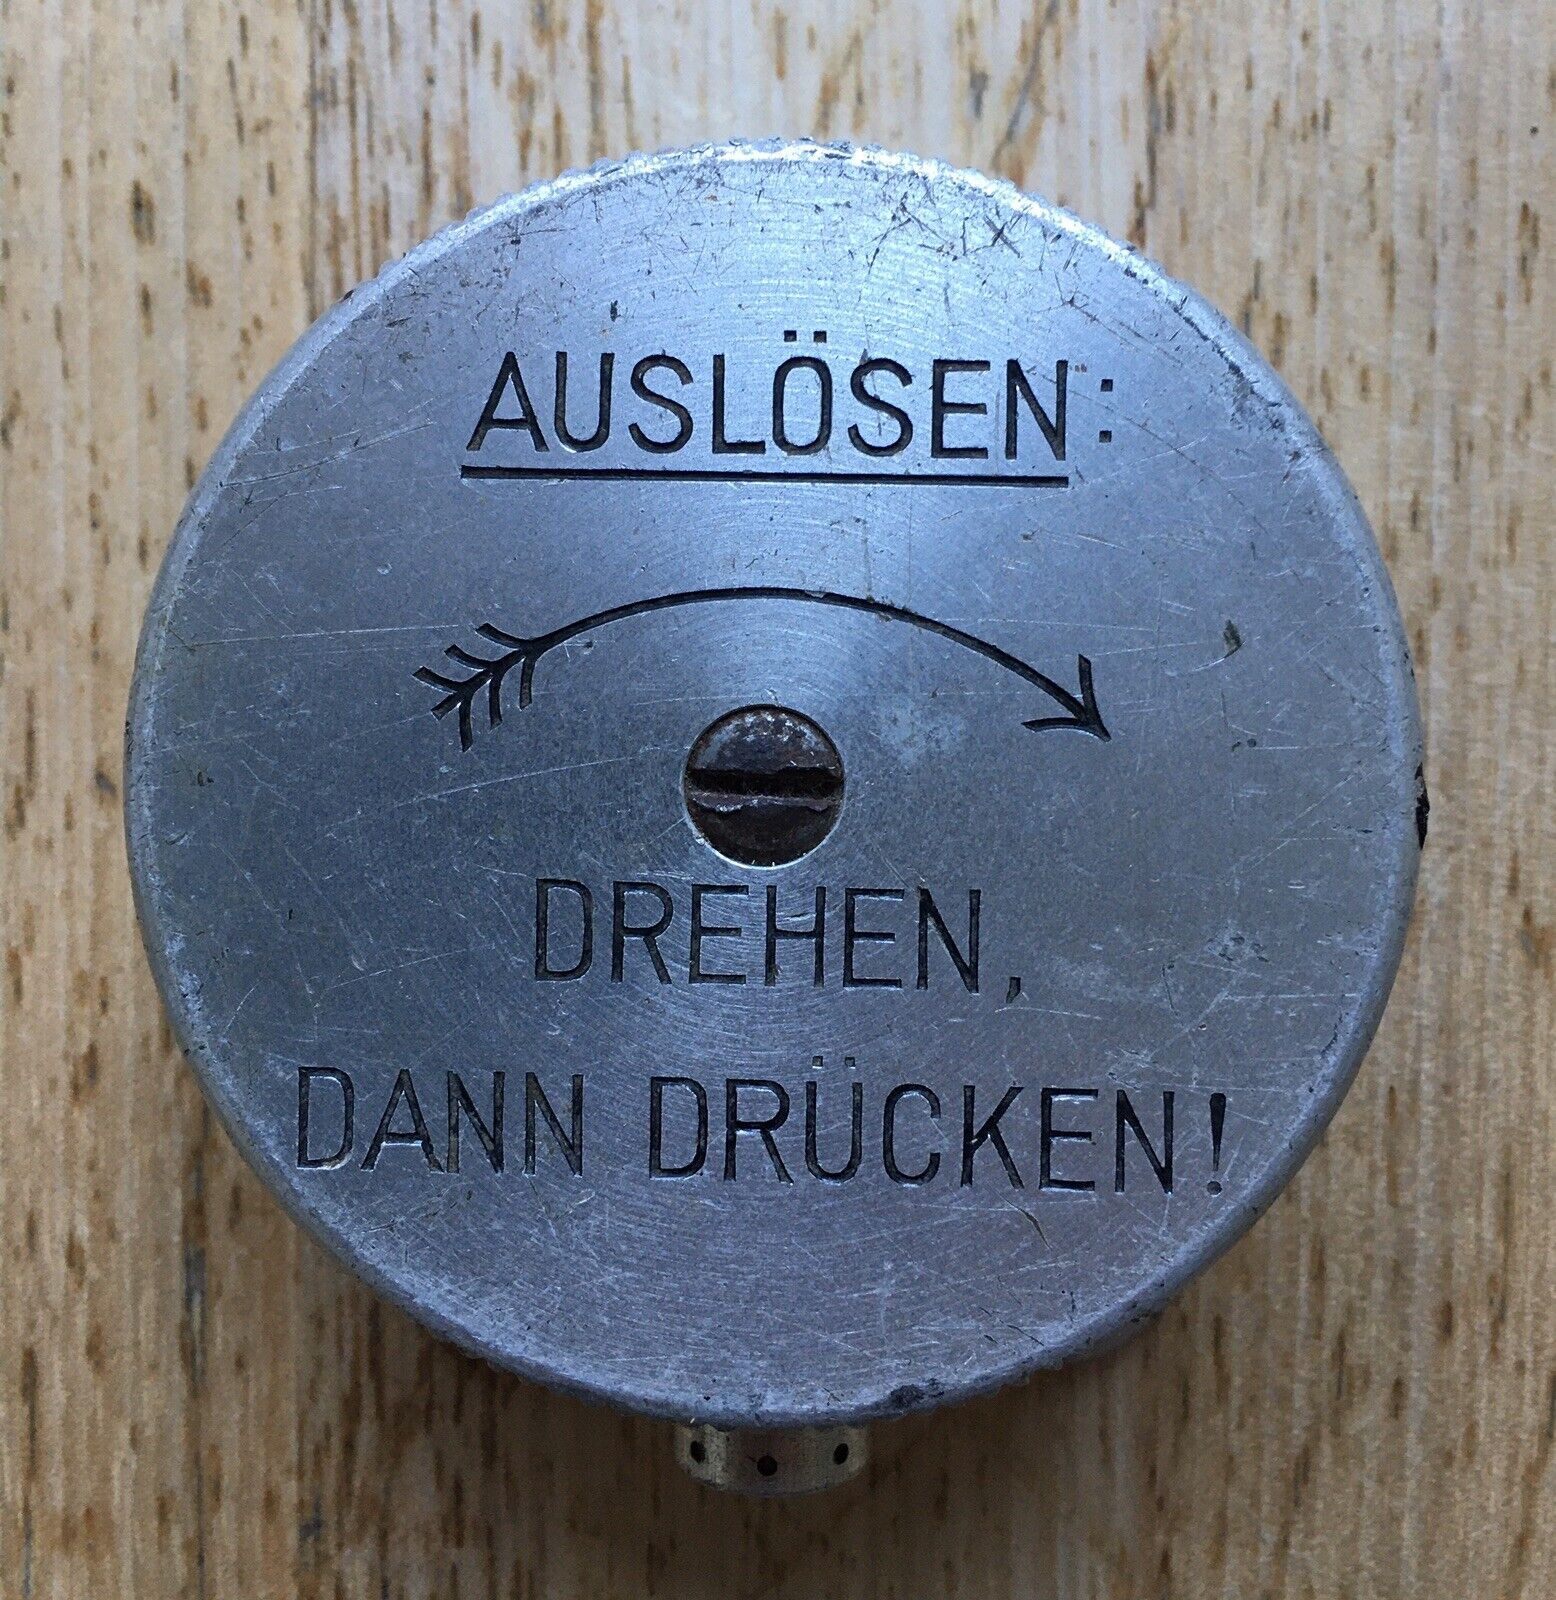 AUSLÖSEN:
DREHEN,
DANN DRÜCKEN!